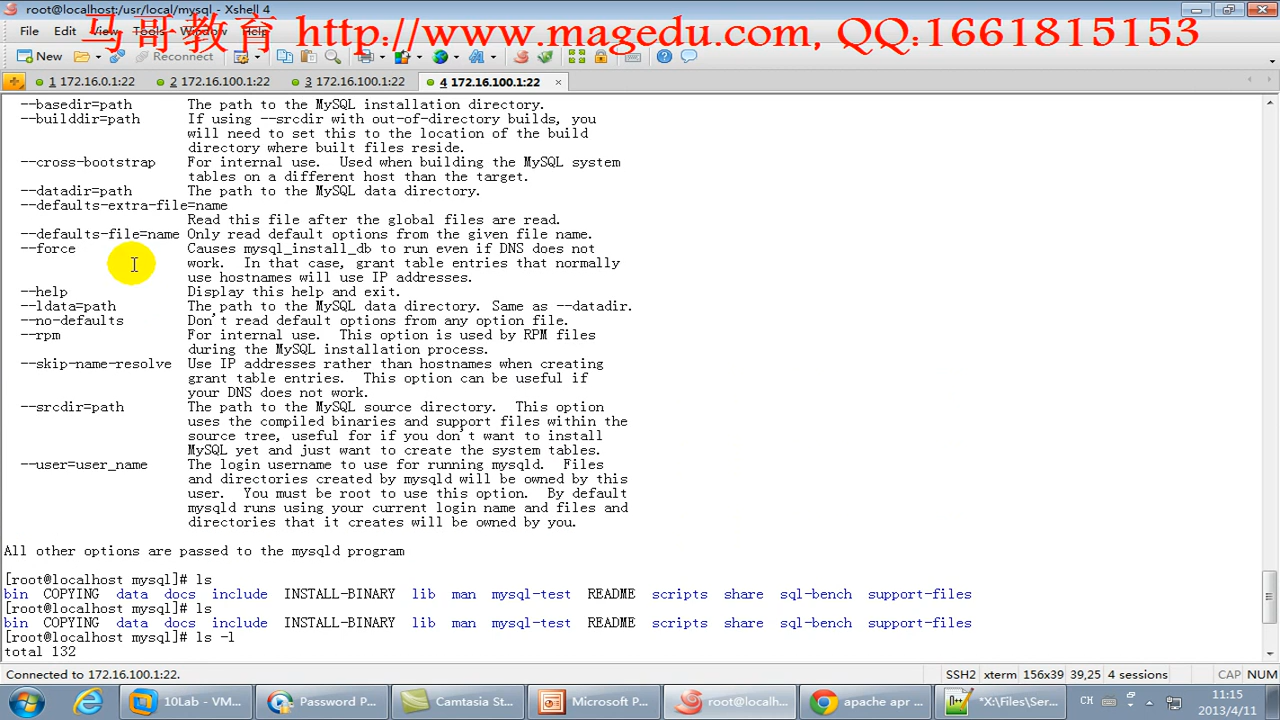 root@localhost:/usr/local/mysql - Xshell 4
File Edit View Tools Window Help
马哥教育 http://www.magedu.com, QQ:1661815153
New Reconnect
1 172.16.0.1:22 2 172.16.100.1:22 3 172.16.100.1:22 4 172.16.100.1:22
--basedir=path The path to the MySQL installation directory.
--builddir=path If using --srcdir with out-of-directory builds, you
will need to set this to the location of the build
directory where built files reside.
--cross-bootstrap For internal use. Used when building the MySQL system
tables on a different host than the target.
--datadir=path The path to the MySQL data directory.
--defaults-extra-file=name
Read this file after the global files are read.
--defaults-file=name Only read default options from the given file name.
--force Causes mysql_install_db to run even if DNS does not
work. In that case, grant table entries that normally
use hostnames will use IP addresses.
--help Display this help and exit.
--ldata=path The path to the MySQL data directory. Same as --datadir.
--no-defaults Don't read default options from any option file.
--rpm For internal use. This option is used by RPM files
during the MySQL installation process.
--skip-name-resolve Use IP addresses rather than hostnames when creating
grant table entries. This option can be useful if
your DNS does not work.
--srcdir=path The path to the MySQL source directory. This option
uses the compiled binaries and support files within the
source tree, useful for if you don't want to install
MySQL yet and just want to create the system tables.
--user=user_name The login username to use for running mysqld. Files
and directories created by mysqld will be owned by this
user. You must be root to use this option. By default
mysqld runs using your current login name and files and
directories that it creates will be owned by you.
All other options are passed to the mysqld program
[root@localhost mysql]# ls
bin COPYING data docs include INSTALL-BINARY lib man mysql-test README scripts share sql-bench support-files
[root@localhost mysql]# ls
bin COPYING data docs include INSTALL-BINARY lib man mysql-test README scripts share sql-bench support-files
[root@localhost mysql]# ls -l
total 132
Connected to 172.16.100.1:22. SSH2 xterm 156x39 39,25 4 sessions CAP NUM
10Lab - VM... Password P... Camtasia St... Microsoft P... root@localh... apache apr ... *X:\Files\Serv... CH 11:15
2013/4/11